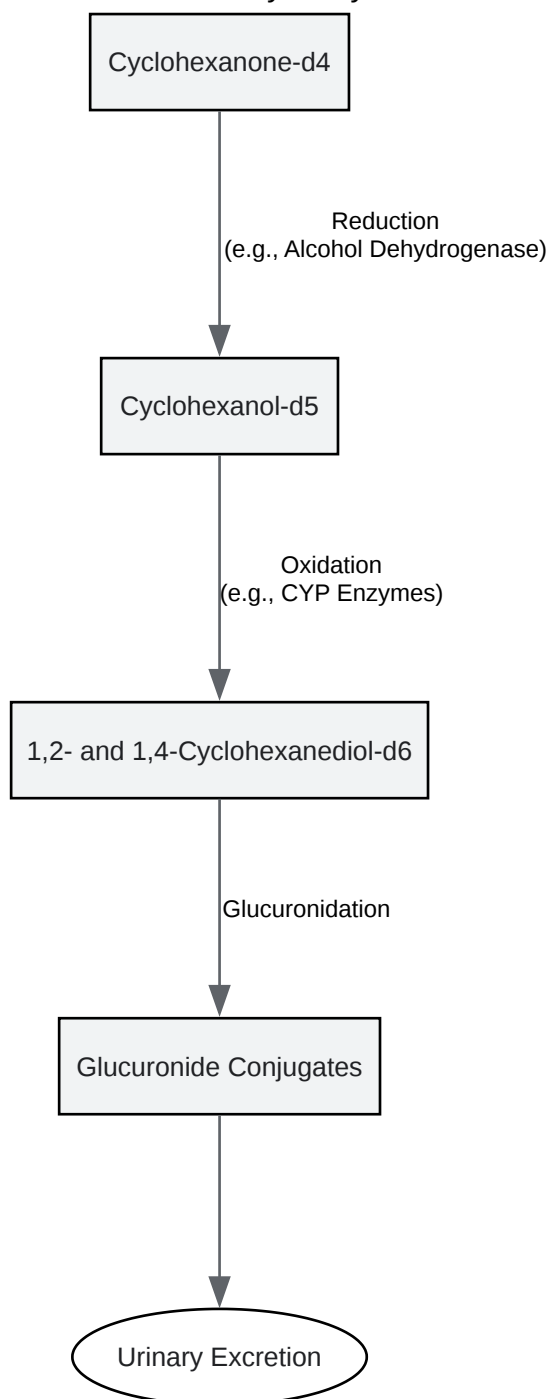 Cyclohexanone-d4
Reduction
(e.g., Alcohol Dehydrogenase)
Cyclohexanol-d5
Oxidation
(e.g., CYP Enzymes)
1,2- and 1,4-Cyclohexanediol-d6
Glucuronidation
Glucuronide Conjugates
Urinary Excretion